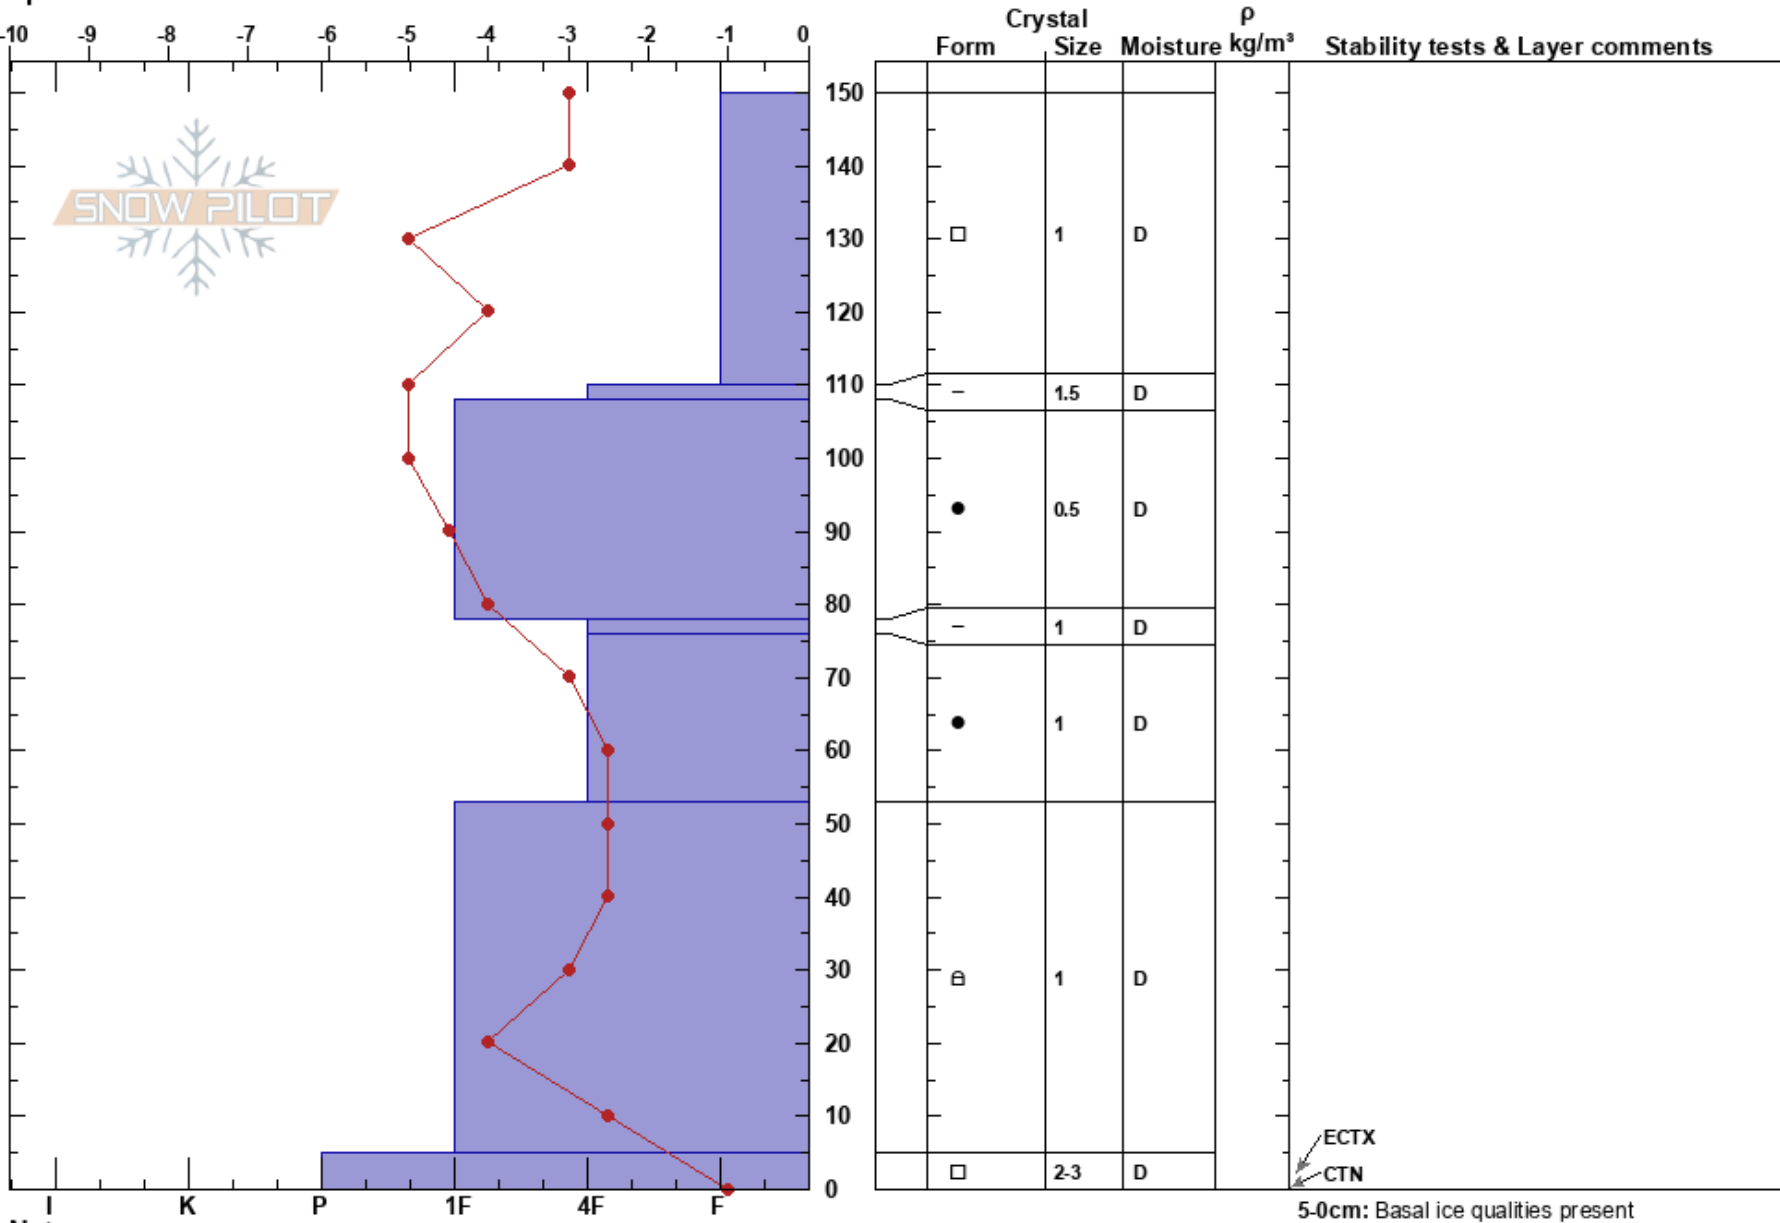 Crystal ρ
-10 -9 -8 -7 -6 -5 -4 -3 -2 -1 0 Form Size Moisture kg/m³ Stability tests & Layer comments
150
SNOW PILOT
140
130 1 D
120
110 1.5 D
100
90 0.5 D
80
1 D
70
60 1 D
50
40
30 1 D
20
10
ECTX
2-3 D CTN
0
I K P 1F 4F F
5-0cm: Basal ice qualities present